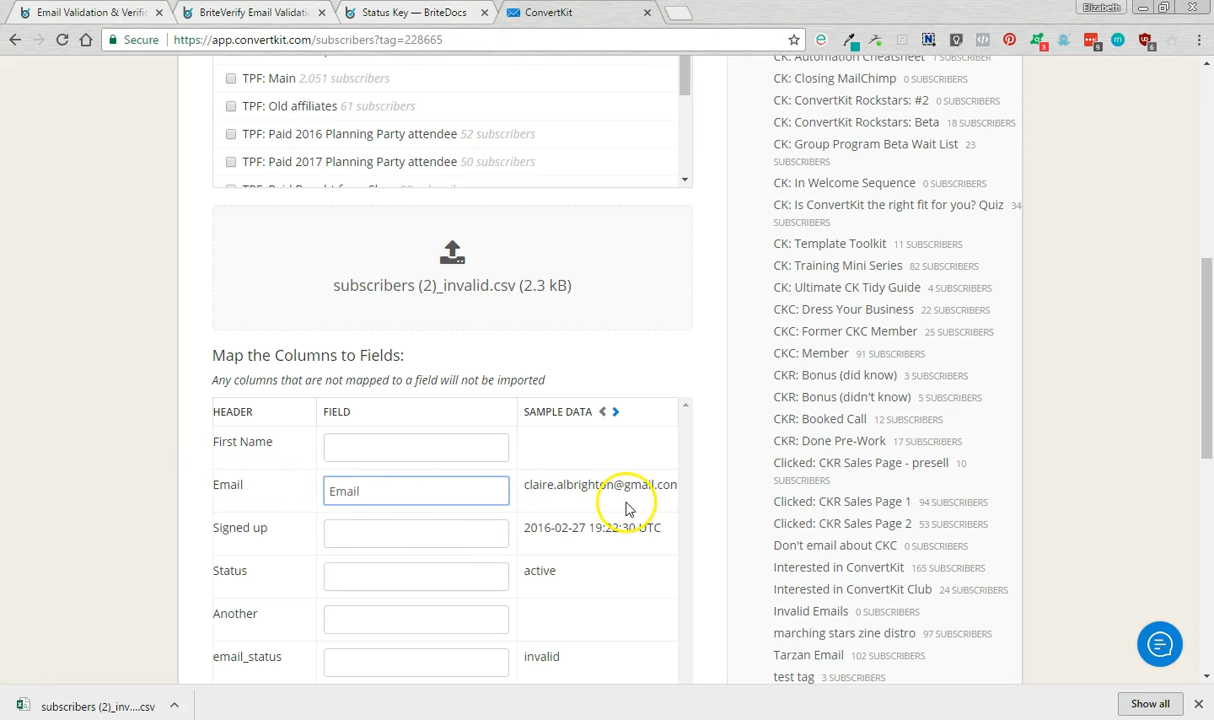 Email Validation & Verific
BriteVerify Email Validati
Status Key — BriteDocs
ConvertKit
Elizabeth
Secure
https://app.convertkit.com/subscribers?tag=228665
3
9
6
TPF: Main 2,051 subscribers
TPF: Old affiliates 61 subscribers
TPF: Paid 2016 Planning Party attendee 52 subscribers
TPF: Paid 2017 Planning Party attendee 50 subscribers
subscribers (2)_invalid.csv (2.3 kB)
Map the Columns to Fields:
Any columns that are not mapped to a field will not be imported
HEADER FIELD SAMPLE DATA
First Name
Email Email claire.albrighton@gmail.con
Signed up 2016-02-27 19:22:30 UTC
Status active
Another
email_status invalid
CK: Automation Cheatsheet 1 SUBSCRIBERS
CK: Closing MailChimp 0 SUBSCRIBERS
CK: ConvertKit Rockstars: #2 0 SUBSCRIBERS
CK: ConvertKit Rockstars: Beta 18 SUBSCRIBERS
CK: Group Program Beta Wait List 23
SUBSCRIBERS
CK: In Welcome Sequence 0 SUBSCRIBERS
CK: Is ConvertKit the right fit for you? Quiz 34
SUBSCRIBERS
CK: Template Toolkit 11 SUBSCRIBERS
CK: Training Mini Series 82 SUBSCRIBERS
CK: Ultimate CK Tidy Guide 4 SUBSCRIBERS
CKC: Dress Your Business 22 SUBSCRIBERS
CKC: Former CKC Member 25 SUBSCRIBERS
CKC: Member 91 SUBSCRIBERS
CKR: Bonus (did know) 3 SUBSCRIBERS
CKR: Bonus (didn't know) 5 SUBSCRIBERS
CKR: Booked Call 12 SUBSCRIBERS
CKR: Done Pre-Work 17 SUBSCRIBERS
Clicked: CKR Sales Page - presell 10
SUBSCRIBERS
Clicked: CKR Sales Page 1 94 SUBSCRIBERS
Clicked: CKR Sales Page 2 53 SUBSCRIBERS
Don't email about CKC 0 SUBSCRIBERS
Interested in ConvertKit 165 SUBSCRIBERS
Interested in ConvertKit Club 24 SUBSCRIBERS
Invalid Emails 0 SUBSCRIBERS
marching stars zine distro 97 SUBSCRIBERS
Tarzan Email 102 SUBSCRIBERS
test tag 3 SUBSCRIBERS
subscribers (2)_inv....csv
Show all